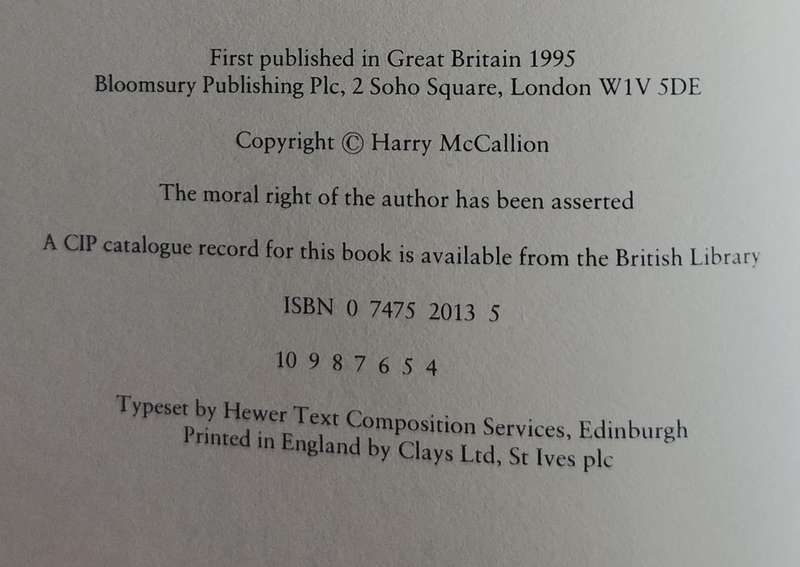 First published in Great Britain 1995
Bloomsury Publishing Plc, 2 Soho Square, London W1V 5DE
Copyright © Harry McCallion
The moral right of the author has been asserted
A CIP catalogue record for this book is available from the British Library
ISBN 0 7475 2013 5
10 9 8 7 6 5 4
Typeset by Hewer Text Composition Services, Edinburgh
Printed in England by Clays Ltd, St Ives plc